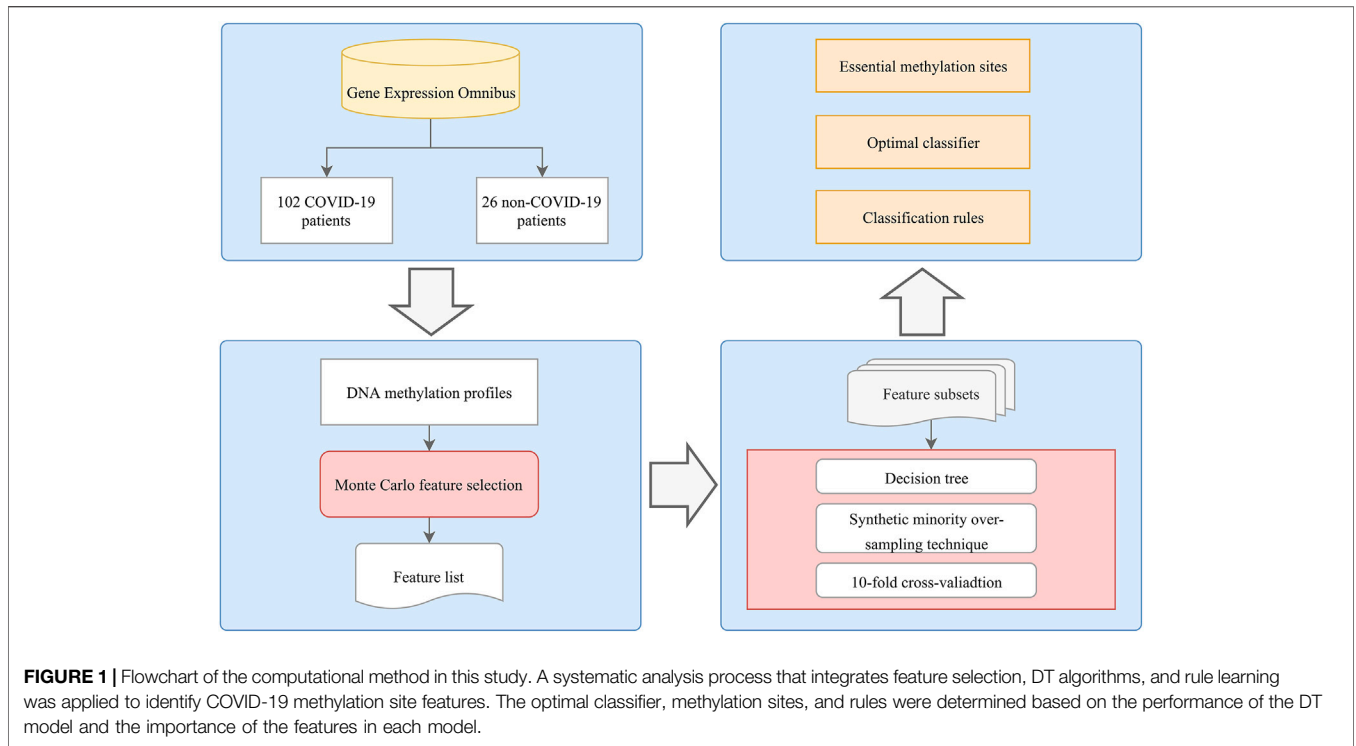 Gene Expression Omnibus
102 COVID-19
patients
26 non-COVID-19
patients
DNA methylation profiles
Monte Carlo feature selection
Feature list
Feature subsets
Decision tree
Synthetic minority over-
sampling technique
10-fold cross-valiadtion
Essential methylation sites
Optimal classifier
Classification rules
FIGURE 1 | Flowchart of the computational method in this study. A systematic analysis process that integrates feature selection, DT algorithms, and rule learning
was applied to identify COVID-19 methylation site features. The optimal classifier, methylation sites, and rules were determined based on the performance of the DT
model and the importance of the features in each model.